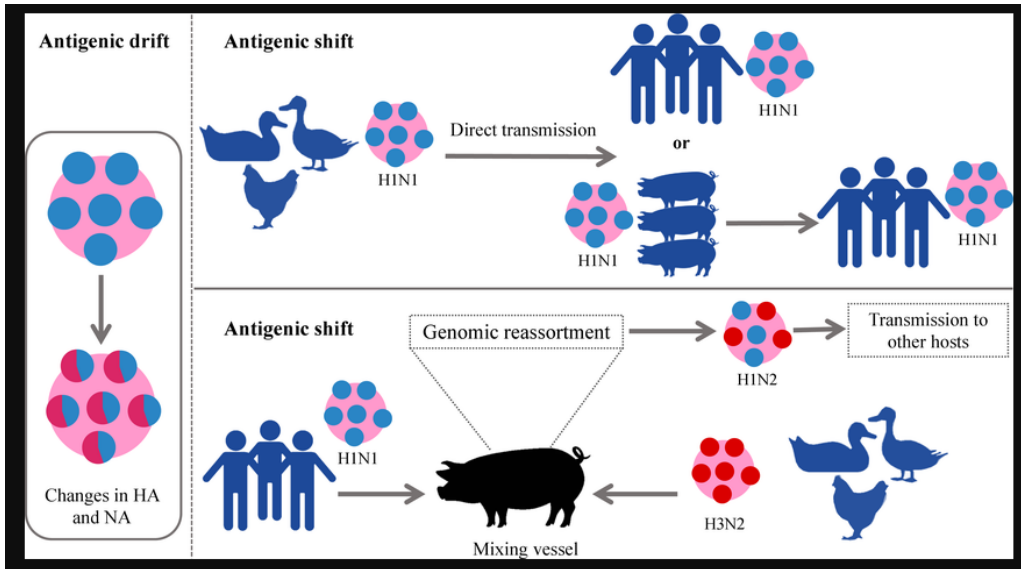 Antigenic drift
Changes in HA
and NA
Antigenic shift
H1N1
Direct transmission
H1N1
or
H1N1
H1N1
Antigenic shift
Genomic reassortment
H1N2
Transmission to
other hosts
H1N1
Mixing vessel
H3N2